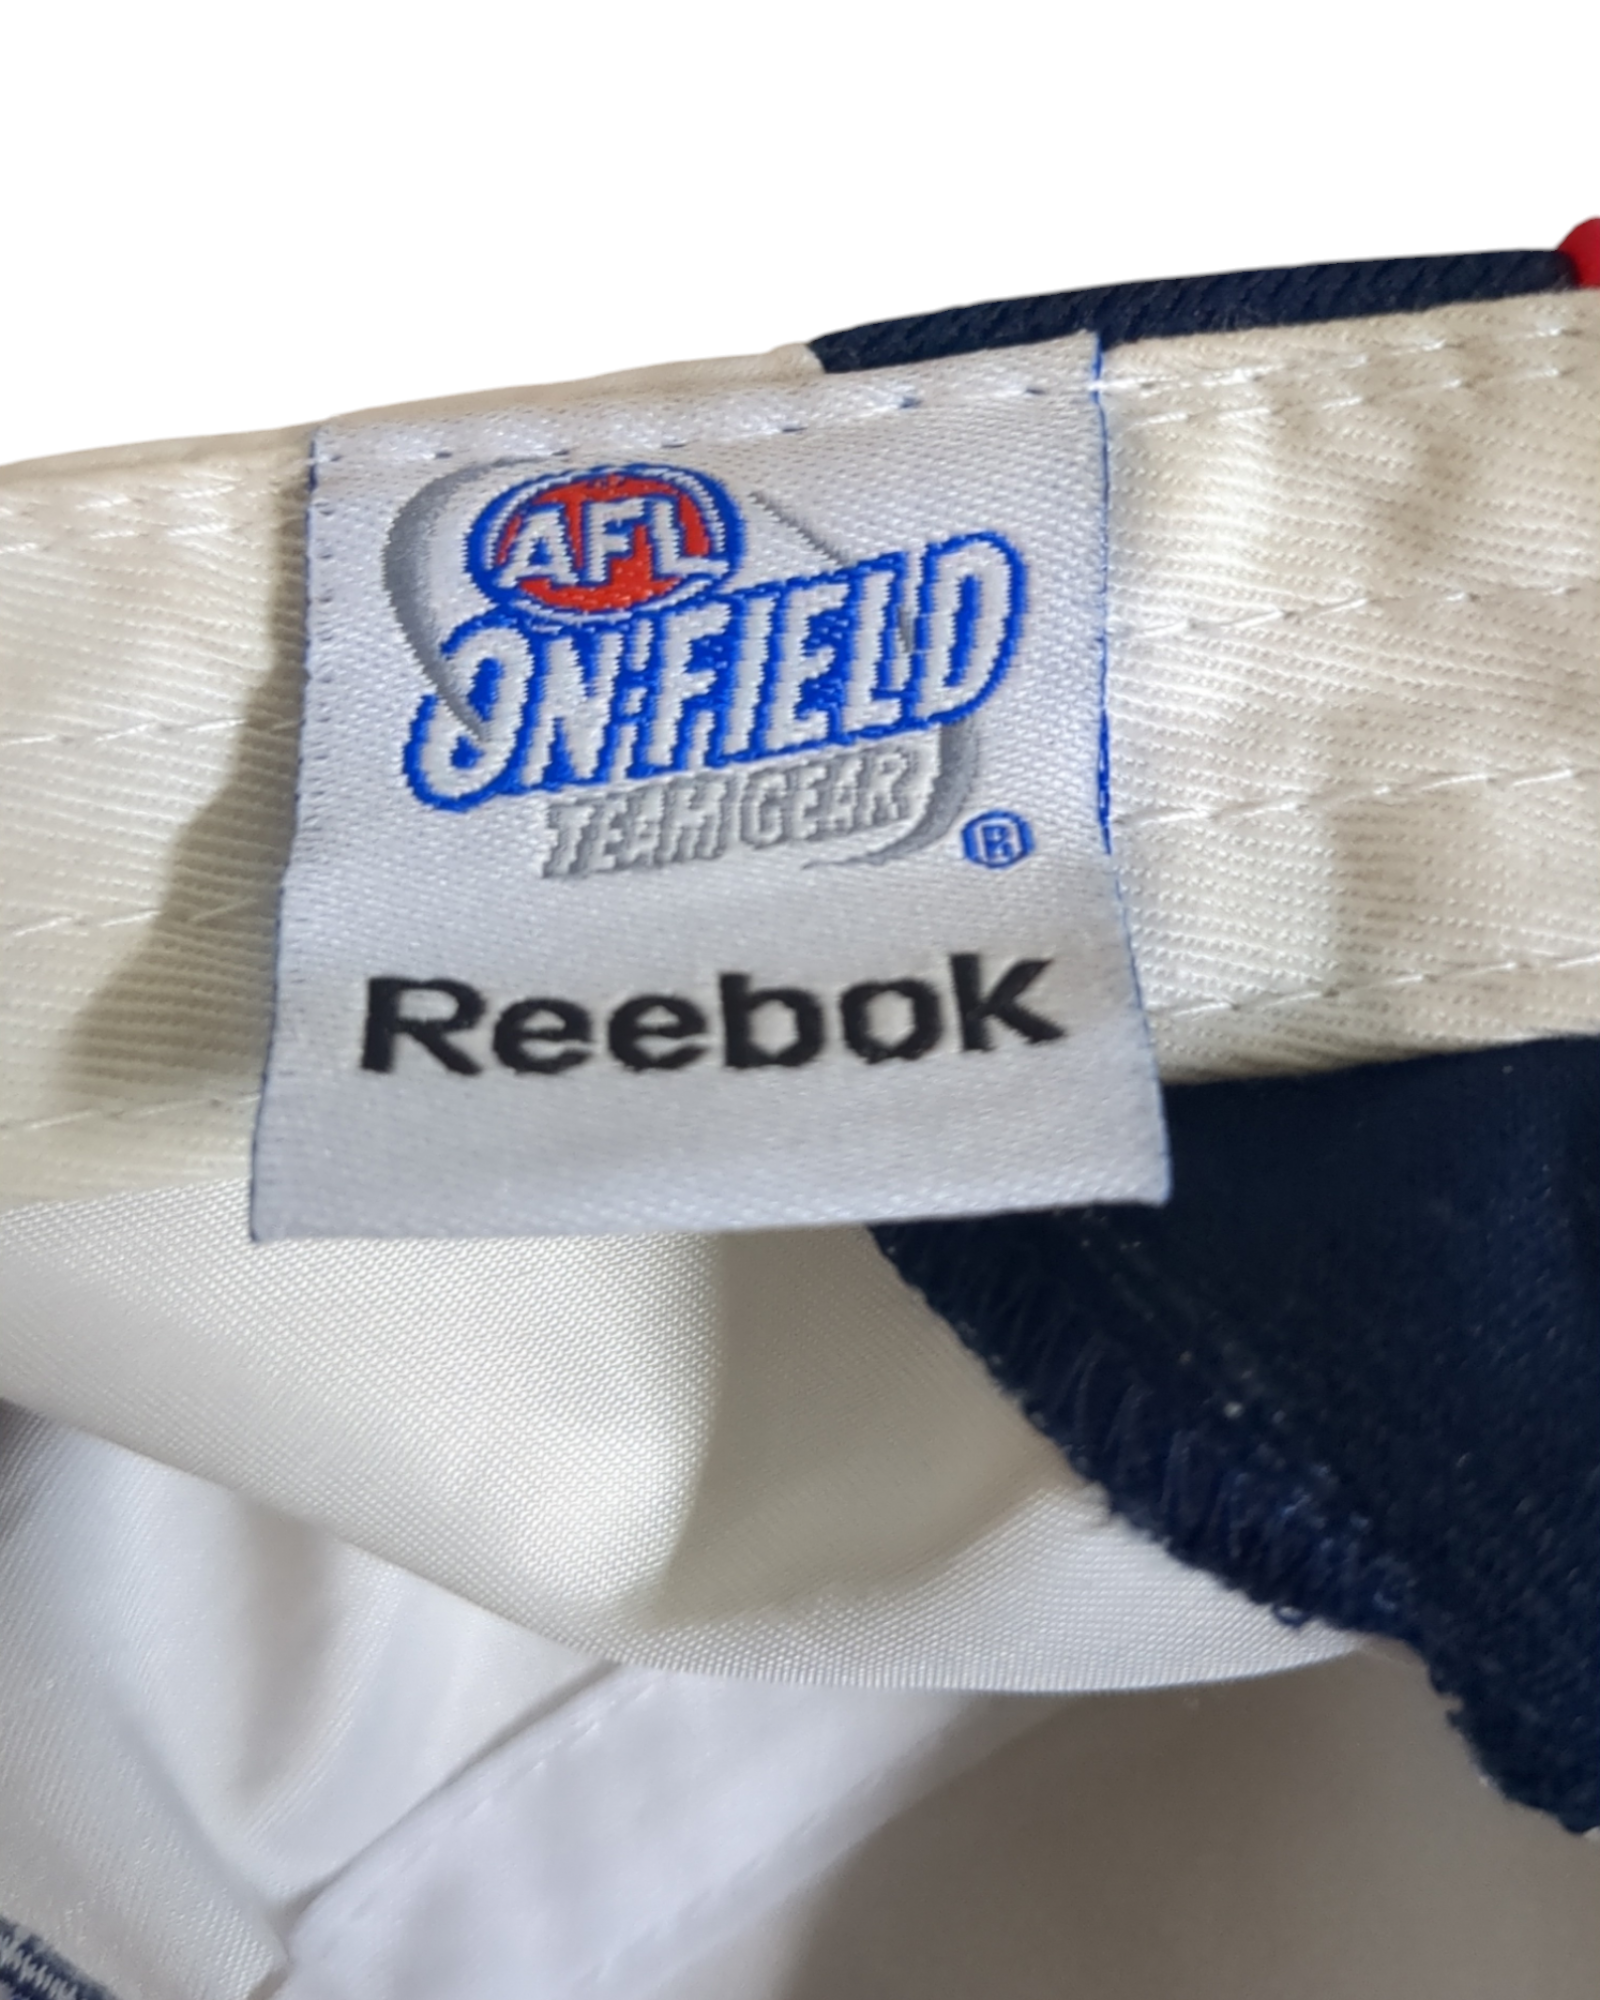 AFL
ON-FIELD
TEAM GEAR
®
Reebok